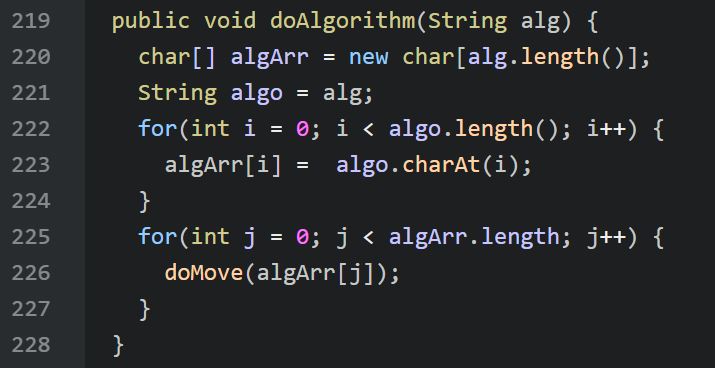 219 public void doAlgorithm(String alg) {
220 char[] algArr = new char[alg.length()];
221 String algo = alg;
222 for(int i = 0; i < algo.length(); i++) {
223 algArr[i] =  algo.charAt(i);
224 }
225 for(int j = 0; j < algArr.length; j++) {
226 doMove(algArr[j]);
227 }
228 }